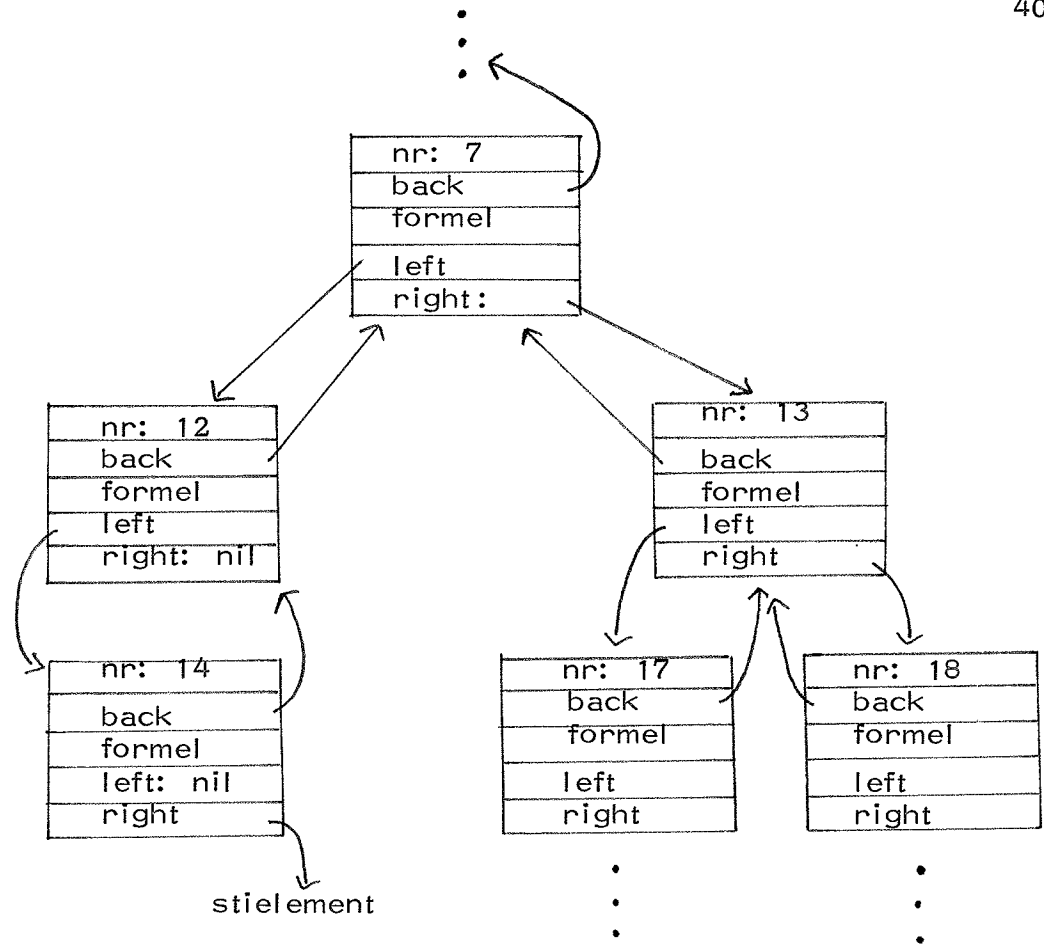 40
nr: 7
back
formel
left
right:
nr: 12
back
formel
left
right: nil
nr: 13
back
formel
left
right
nr: 14
back
formel
left: nil
right
stielement
nr: 17
back
formel
left
right
nr: 18
back
formel
left
right